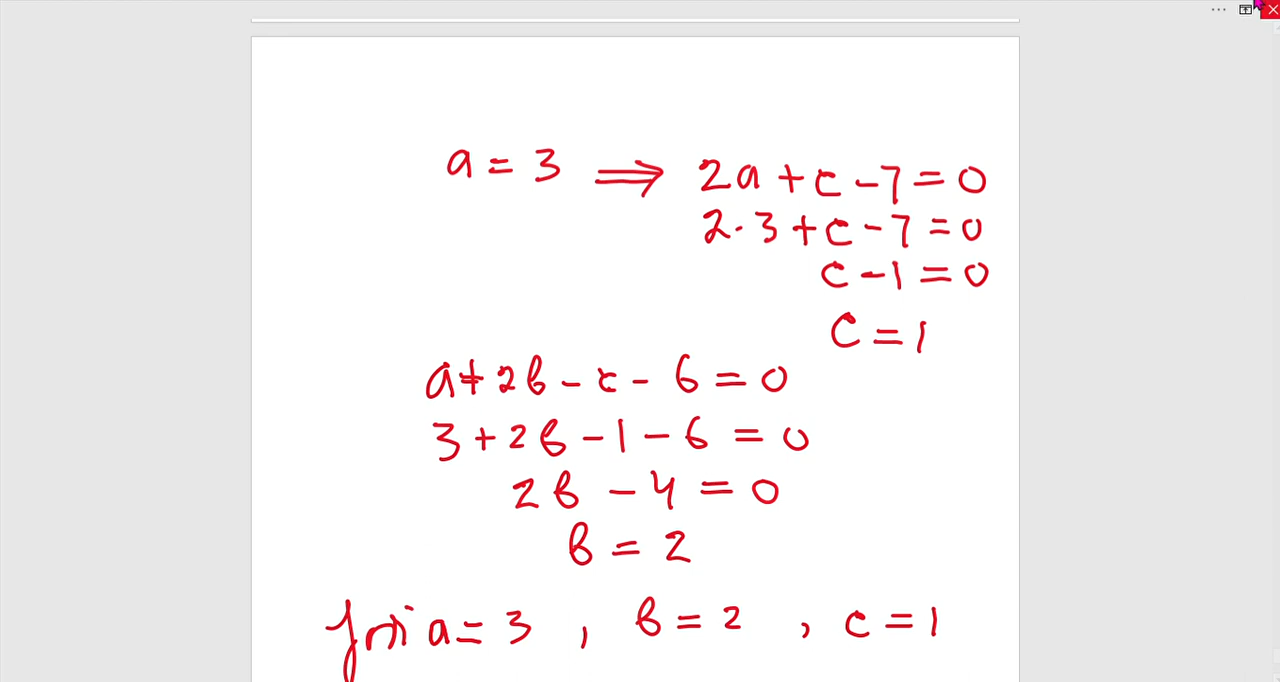 a = 3 ⟹ 2a + c - 7 = 0
2·3 + c - 7 = 0
c - 1 = 0
c = 1
a + 2b - c - 6 = 0
3 + 2b - 1 - 6 = 0
2b - 4 = 0
b = 2
a = 3 , b = 2 , c = 1